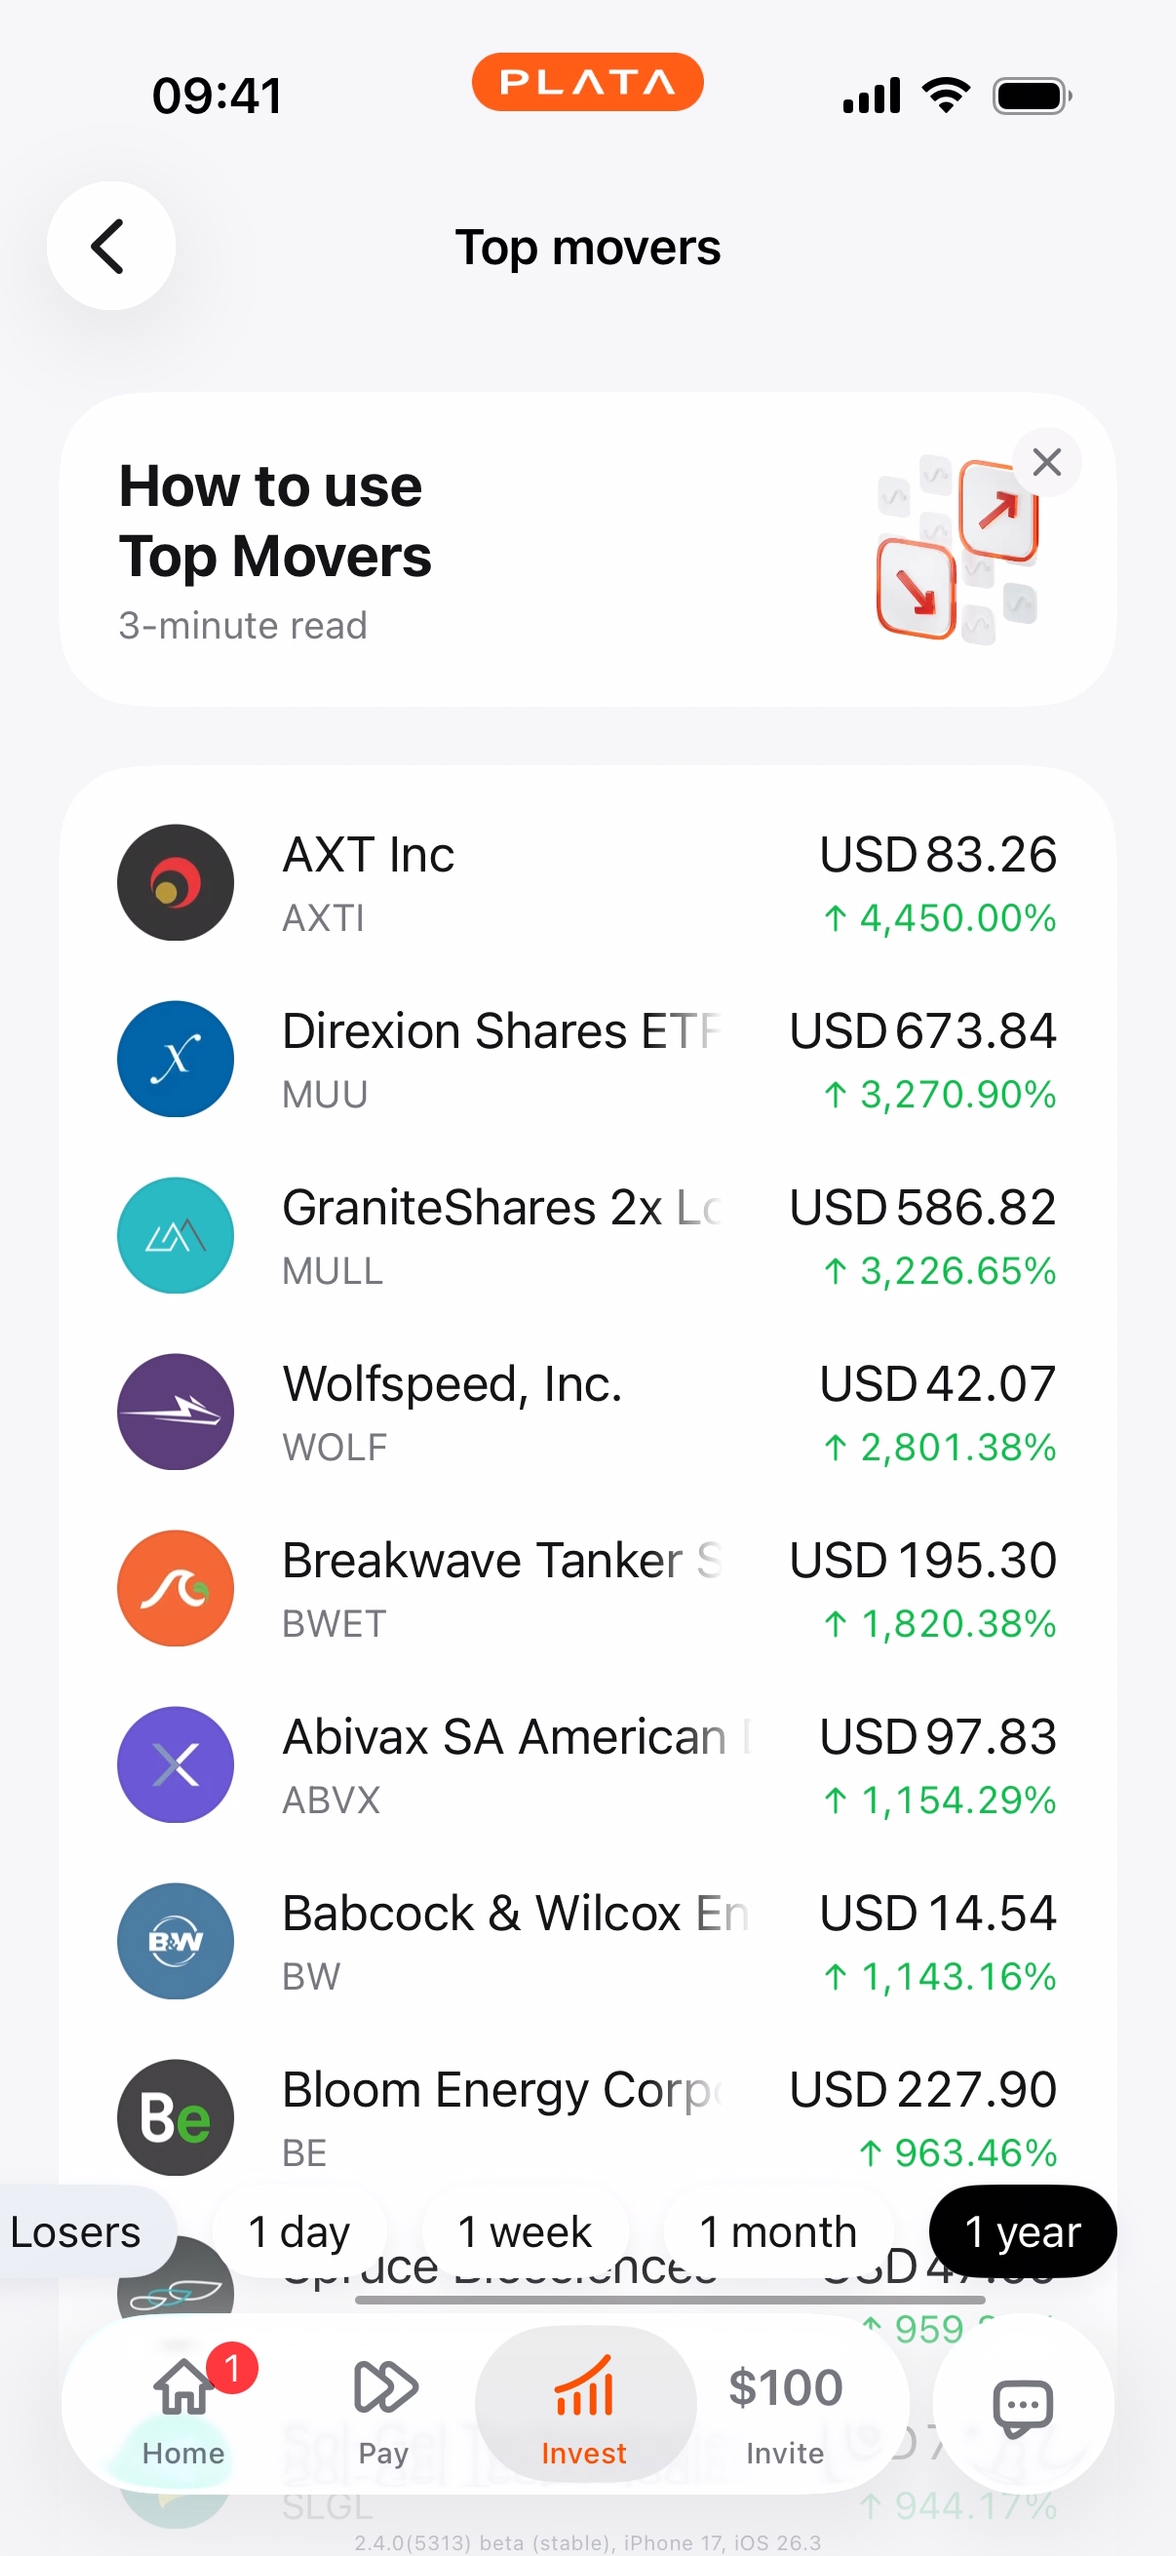 09:41
PLATA
Top movers
How to use
Top Movers
3-minute read
AXT Inc
USD 83.26
AXTI
↑ 4,450.00%
Direxion Shares ETF
USD 673.84
MUU
↑ 3,270.90%
GraniteShares 2x Lo
USD 586.82
MULL
↑ 3,226.65%
Wolfspeed, Inc.
USD 42.07
WOLF
↑ 2,801.38%
Breakwave Tanker S
USD 195.30
BWET
↑ 1,820.38%
Abivax SA American
USD 97.83
ABVX
↑ 1,154.29%
B&W
Babcock & Wilcox En
USD 14.54
BW
↑ 1,143.16%
Be
Bloom Energy Corpo
USD 227.90
BE
↑ 963.46%
Losers
1 day
1 week
1 month
1 year
Spruce Biosciences
↑ 959
1
$100
Home
Pay
Invest
Invite
SLGL
↑ 944.17%
2.4.0(5313) beta (stable), iPhone 17, iOS 26.3